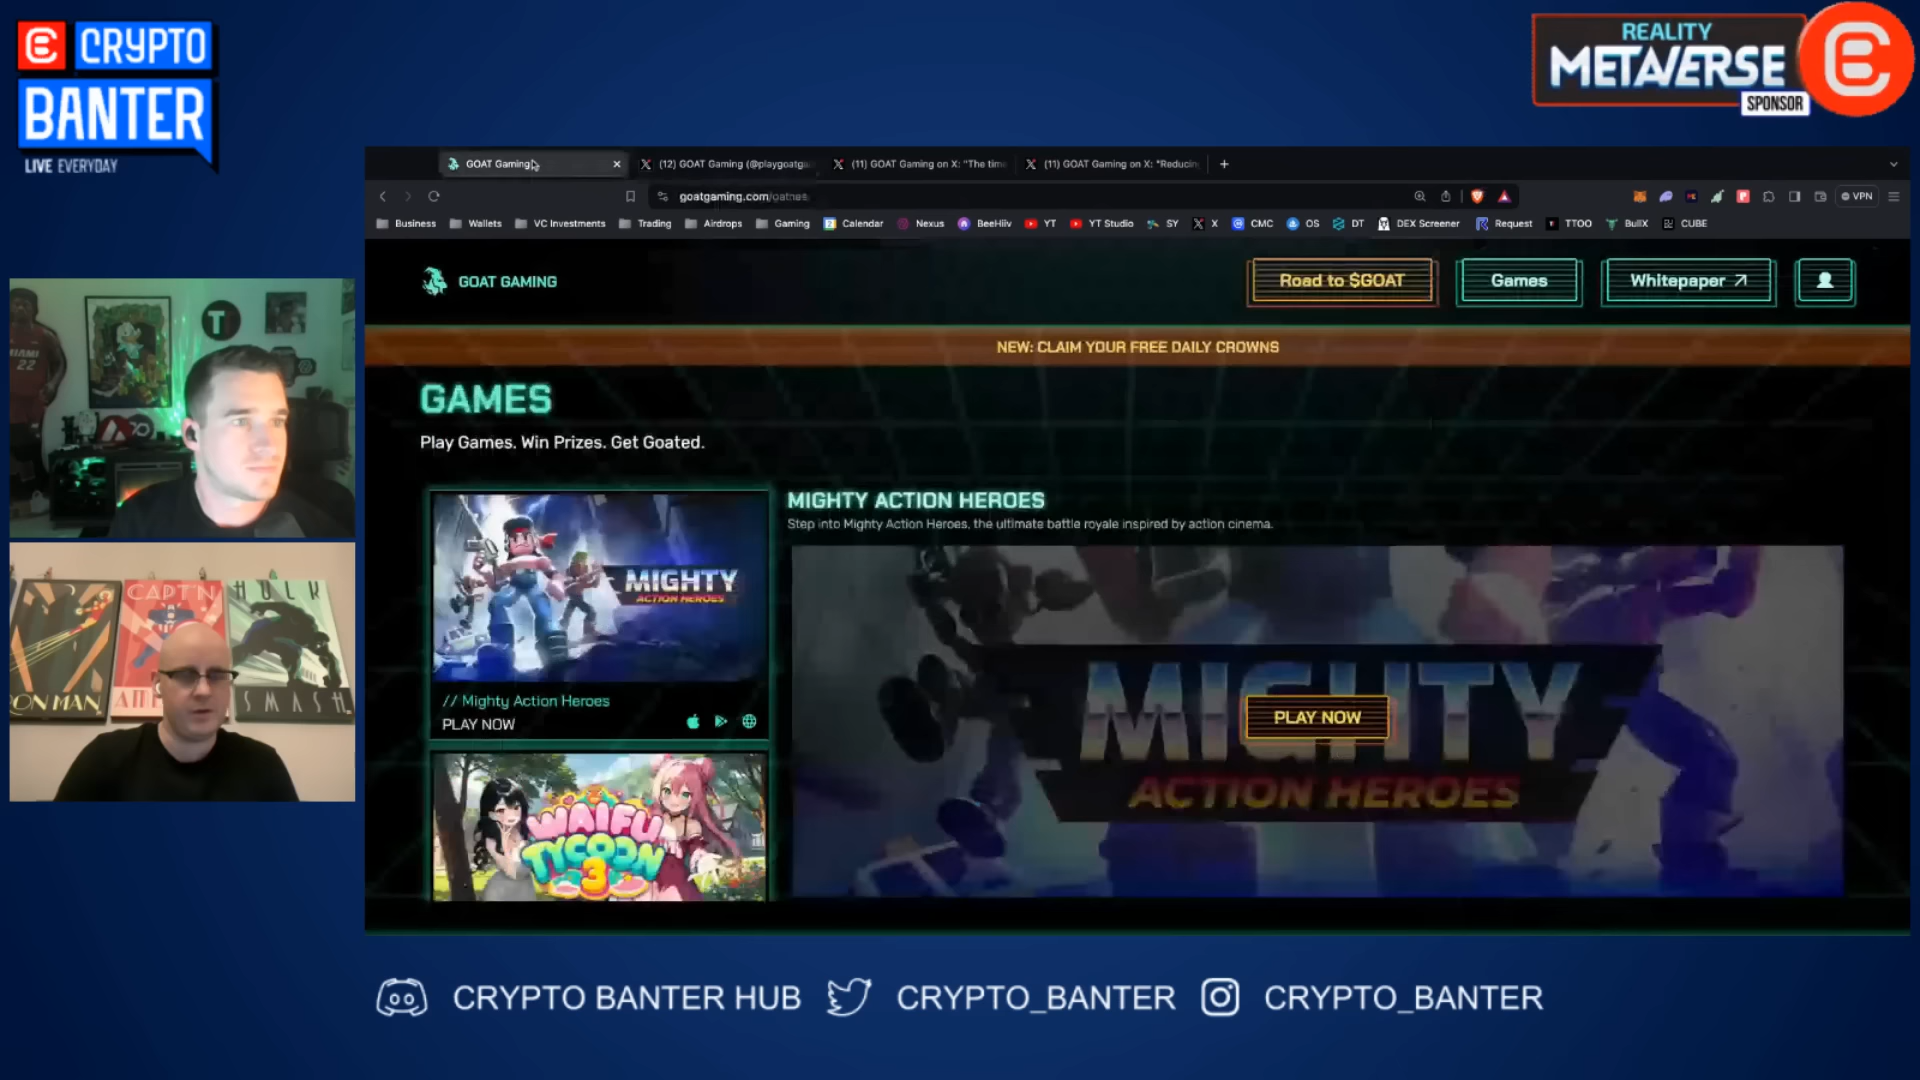 CRYPTO
BANTER
LIVE EVERYDAY
REALITY
METAVERSE
SPONSOR
GOAT Gaming
(12) GOAT Gaming (@playgoatga
(11) GOAT Gaming on X: "The time
(11) GOAT Gaming on X: "Reducin
goatgaming.com/games
VPN
Business
Wallets
VC Investments
Trading
Airdrops
Gaming
Calendar
Nexus
BeeHiiv
YT
YT Studio
SY
X
CMC
OS
DT
DEX Screener
Request
TTOO
BullX
CUBE
GOAT GAMING
Road to $GOAT
Games
Whitepaper
NEW: CLAIM YOUR FREE DAILY CROWNS
GAMES
Play Games. Win Prizes. Get Goated.
MIGHTY
ACTION HEROES
// Mighty Action Heroes
PLAY NOW
WAIFU
TYCOON
3
MIGHTY ACTION HEROES
Step into Mighty Action Heroes, the ultimate battle royale inspired by action cinema.
MIGHTY
PLAY NOW
ACTION HEROES
MIAMI
22
T
CAPT'N
HULK
SMASH
CRYPTO BANTER HUB
CRYPTO_BANTER
CRYPTO_BANTER